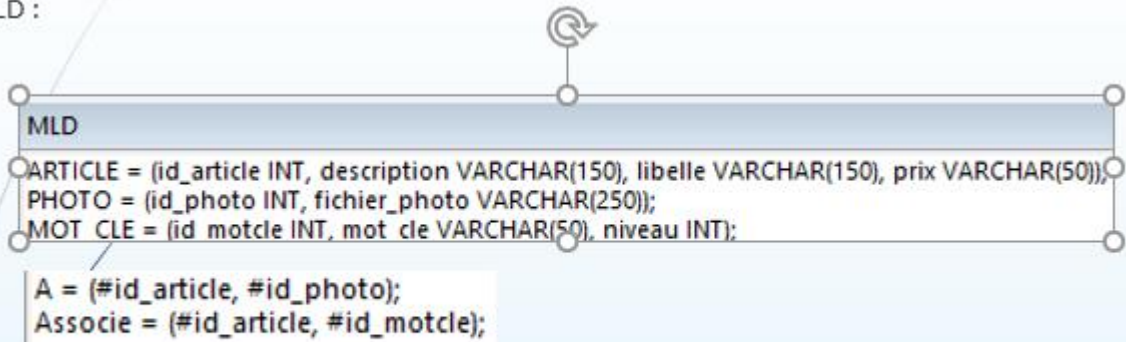 LD :
MLD
ARTICLE = (id_article INT, description VARCHAR(150), libelle VARCHAR(150), prix VARCHAR(50));
PHOTO = (id_photo INT, fichier_photo VARCHAR(250));
MOT_CLE = (id_motcle INT, mot_cle VARCHAR(50), niveau INT);
A = (#id_article, #id_photo);
Associe = (#id_article, #id_motcle);